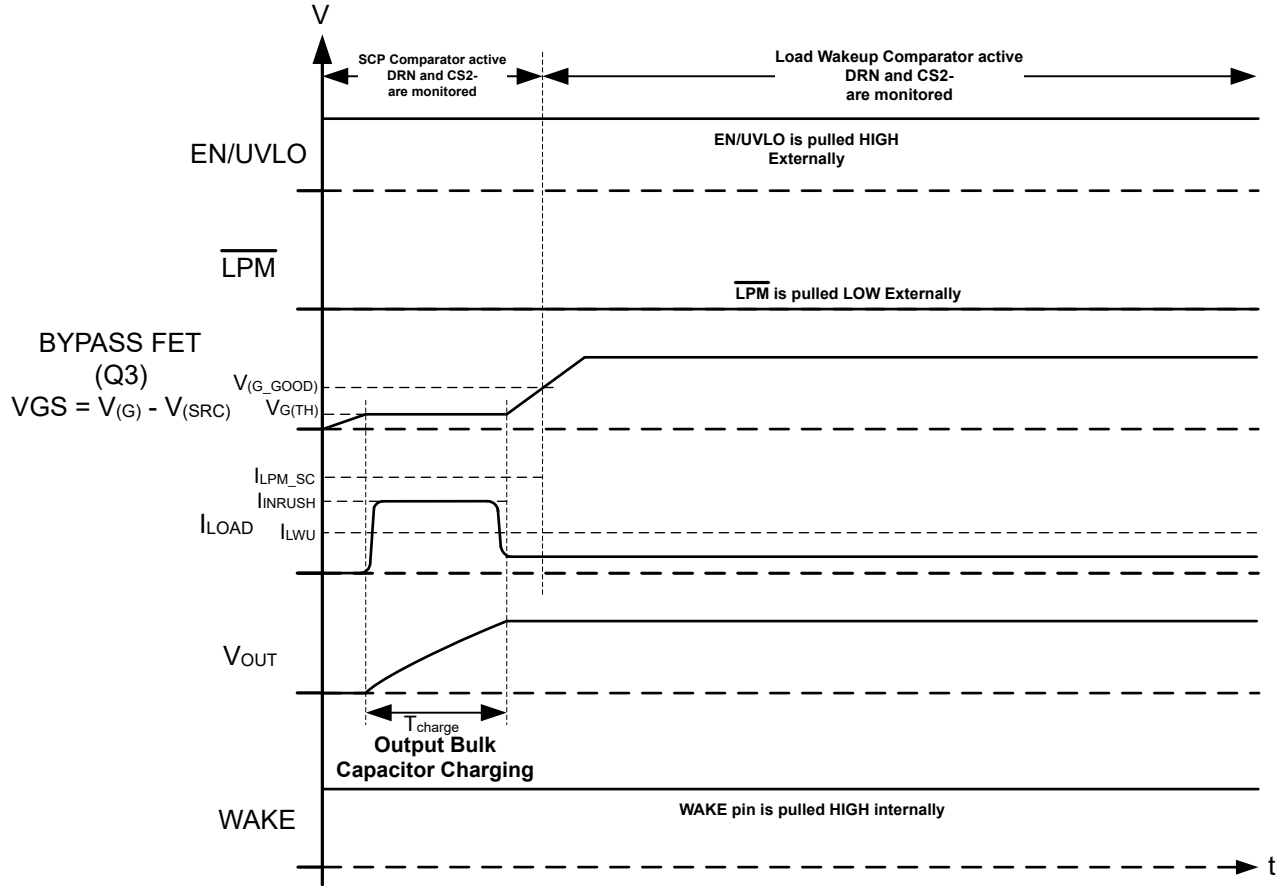 V
SCP Comparator active
DRN and CS2-
are monitored
Load Wakeup Comparator active
DRN and CS2-
are monitored
EN/UVLO
EN/UVLO is pulled HIGH
Externally
LPM
LPM is pulled LOW Externally
BYPASS FET
(Q3)
VGS = V(G) - V(SRC)
V(G_GOOD)
VG(TH)
ILPM_SC
IINRUSH
ILOAD
ILWU
VOUT
Tcharge
Output Bulk
Capacitor Charging
WAKE
WAKE pin is pulled HIGH internally
t